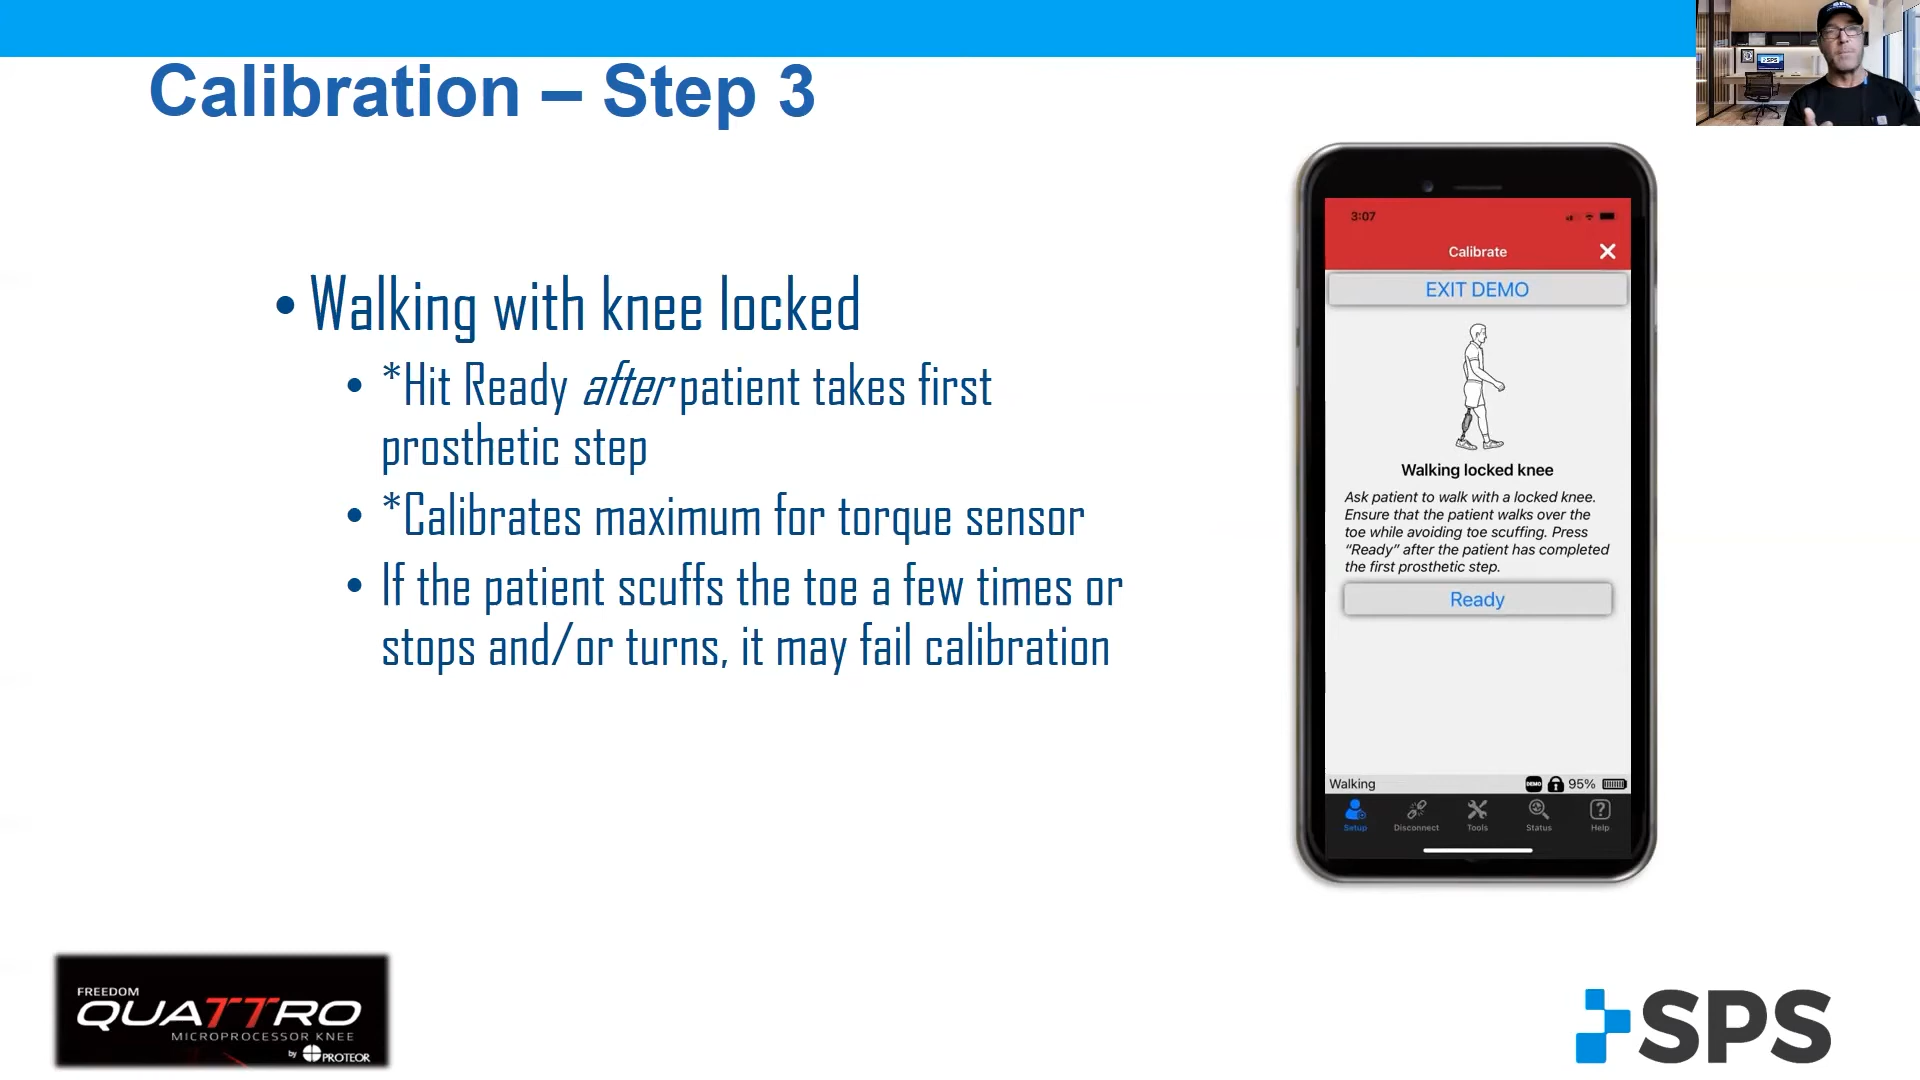 Calibration – Step 3
• Walking with knee locked
• *Hit Ready after patient takes first
prosthetic step
• *Calibrates maximum for torque sensor
• If the patient scuffs the toe a few times or
stops and/or turns, it may fail calibration
3:07
Calibrate
EXIT DEMO
Walking locked knee
Ask patient to walk with a locked knee.
Ensure that the patient walks over the
toe while avoiding toe scuffing. Press
“Ready” after the patient has completed
the first prosthetic step.
Ready
Walking DEMO 95%
Setup Disconnect Tools Status Help
FREEDOM
QUATTRO
MICROPROCESSOR KNEE
by PROTEOR
SPS
SPS